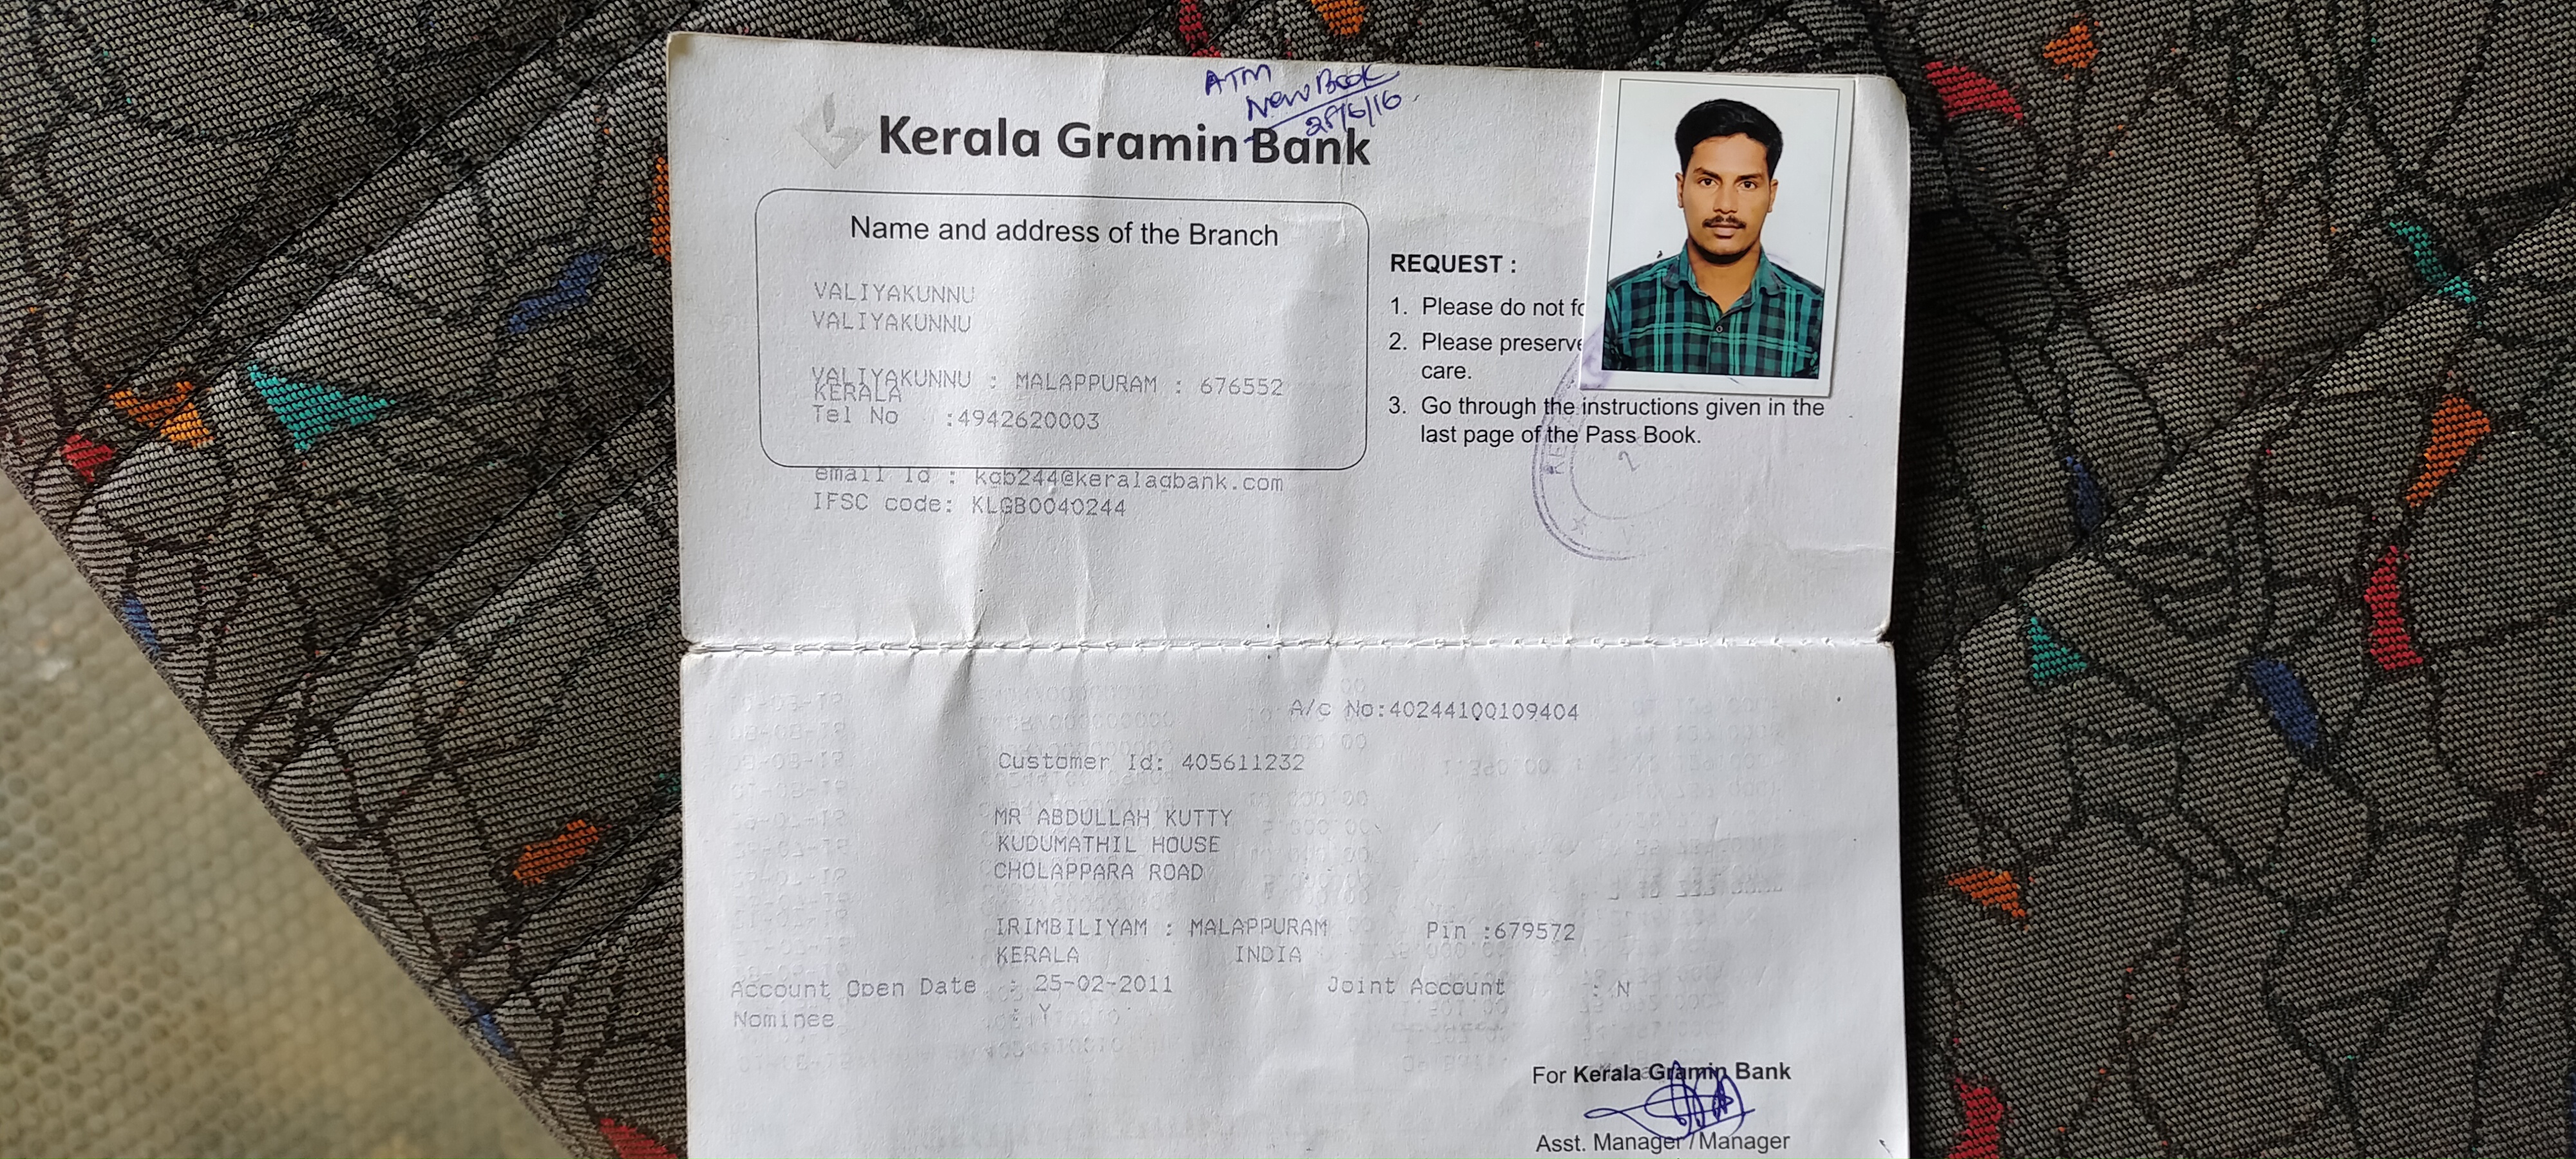 ATM
New Book
28/6/16
Kerala Gramin Bank
Name and address of the Branch
VALIYAKUNNU
VALIYAKUNNU
VALIYAKUNNU : MALAPPURAM : 676552
KERALA
Tel No :4942620003
email id : kgb244@keralagbank.com
IFSC code: KLGB0040244
REQUEST :
1. Please do not fo
2. Please preserve
care.
3. Go through the instructions given in the
last page of the Pass Book.
A/c No:40244100109404
Customer Id: 405611232
MR ABDULLAH KUTTY
KUDUMATHIL HOUSE
CHOLAPPARA ROAD
IRIMBILIYAM : MALAPPURAM Pin :679572
KERALA INDIA
Account Open Date : 25-02-2011 Joint Account : N
Nominee : Y
For Kerala Gramin Bank
Asst. Manager / Manager